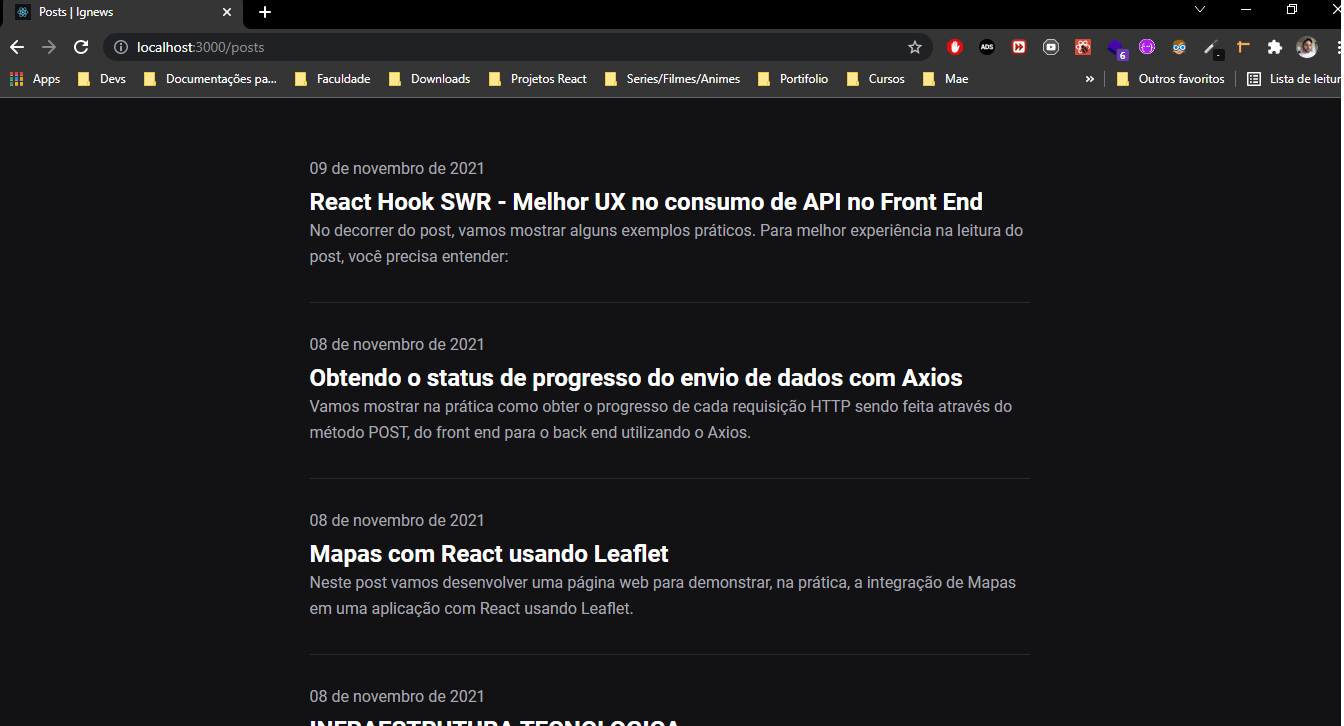 Posts | Ignews
localhost:3000/posts
ADS
6
Apps
Devs
Documentações pa...
Faculdade
Downloads
Projetos React
Series/Filmes/Animes
Portifolio
Cursos
Mae
»
Outros favoritos
Lista de leitur
09 de novembro de 2021
React Hook SWR - Melhor UX no consumo de API no Front End
No decorrer do post, vamos mostrar alguns exemplos práticos. Para melhor experiência na leitura do
post, você precisa entender:
08 de novembro de 2021
Obtendo o status de progresso do envio de dados com Axios
Vamos mostrar na prática como obter o progresso de cada requisição HTTP sendo feita através do
método POST, do front end para o back end utilizando o Axios.
08 de novembro de 2021
Mapas com React usando Leaflet
Neste post vamos desenvolver uma página web para demonstrar, na prática, a integração de Mapas
em uma aplicação com React usando Leaflet.
08 de novembro de 2021
INFRAESTRUTURA TECNOLOGICA